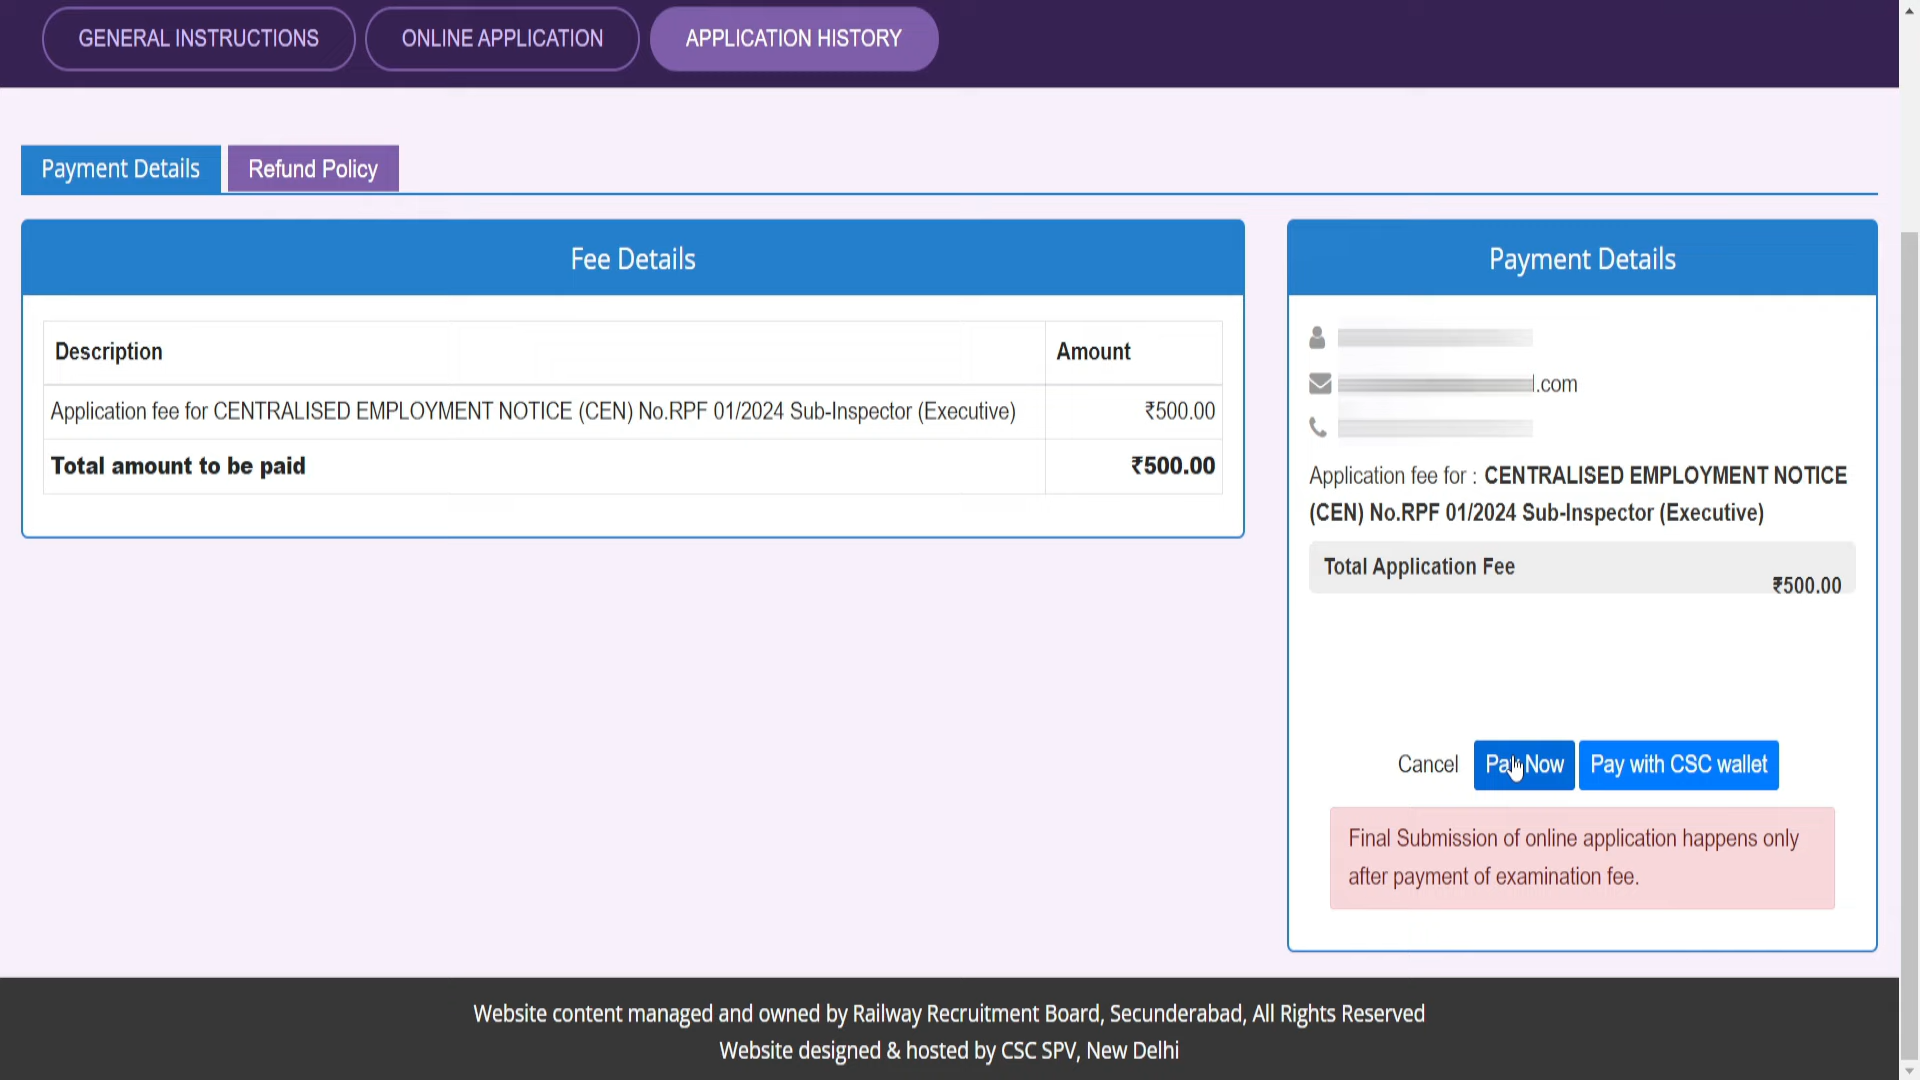 GENERAL INSTRUCTIONS
ONLINE APPLICATION
APPLICATION HISTORY
Payment Details
Refund Policy
Fee Details
Description
Amount
Application fee for CENTRALISED EMPLOYMENT NOTICE (CEN) No.RPF 01/2024 Sub-Inspector (Executive)
₹500.00
Total amount to be paid
₹500.00
Payment Details
.com
Application fee for : CENTRALISED EMPLOYMENT NOTICE
(CEN) No.RPF 01/2024 Sub-Inspector (Executive)
Total Application Fee
₹500.00
Cancel
Pay Now
Pay with CSC wallet
Final Submission of online application happens only
after payment of examination fee.
Website content managed and owned by Railway Recruitment Board, Secunderabad, All Rights Reserved
Website designed & hosted by CSC SPV, New Delhi